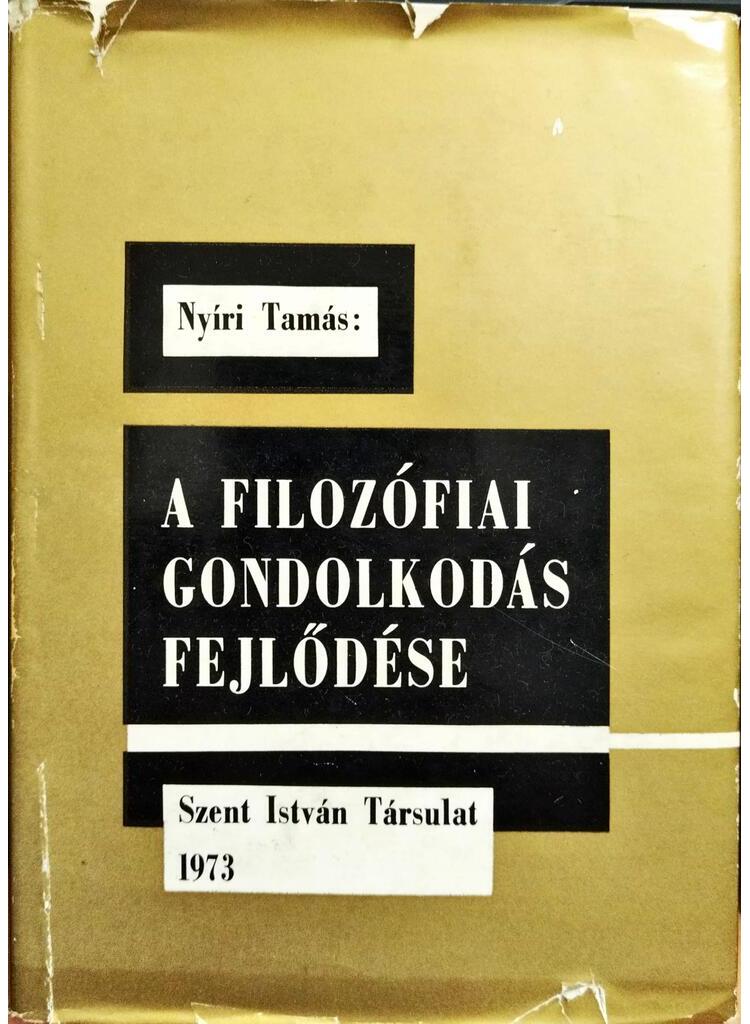 Nyíri Tamás:
A FILOZÓFIAI
GONDOLKODÁS
FEJLŐDÉSE
Szent István Társulat
1973